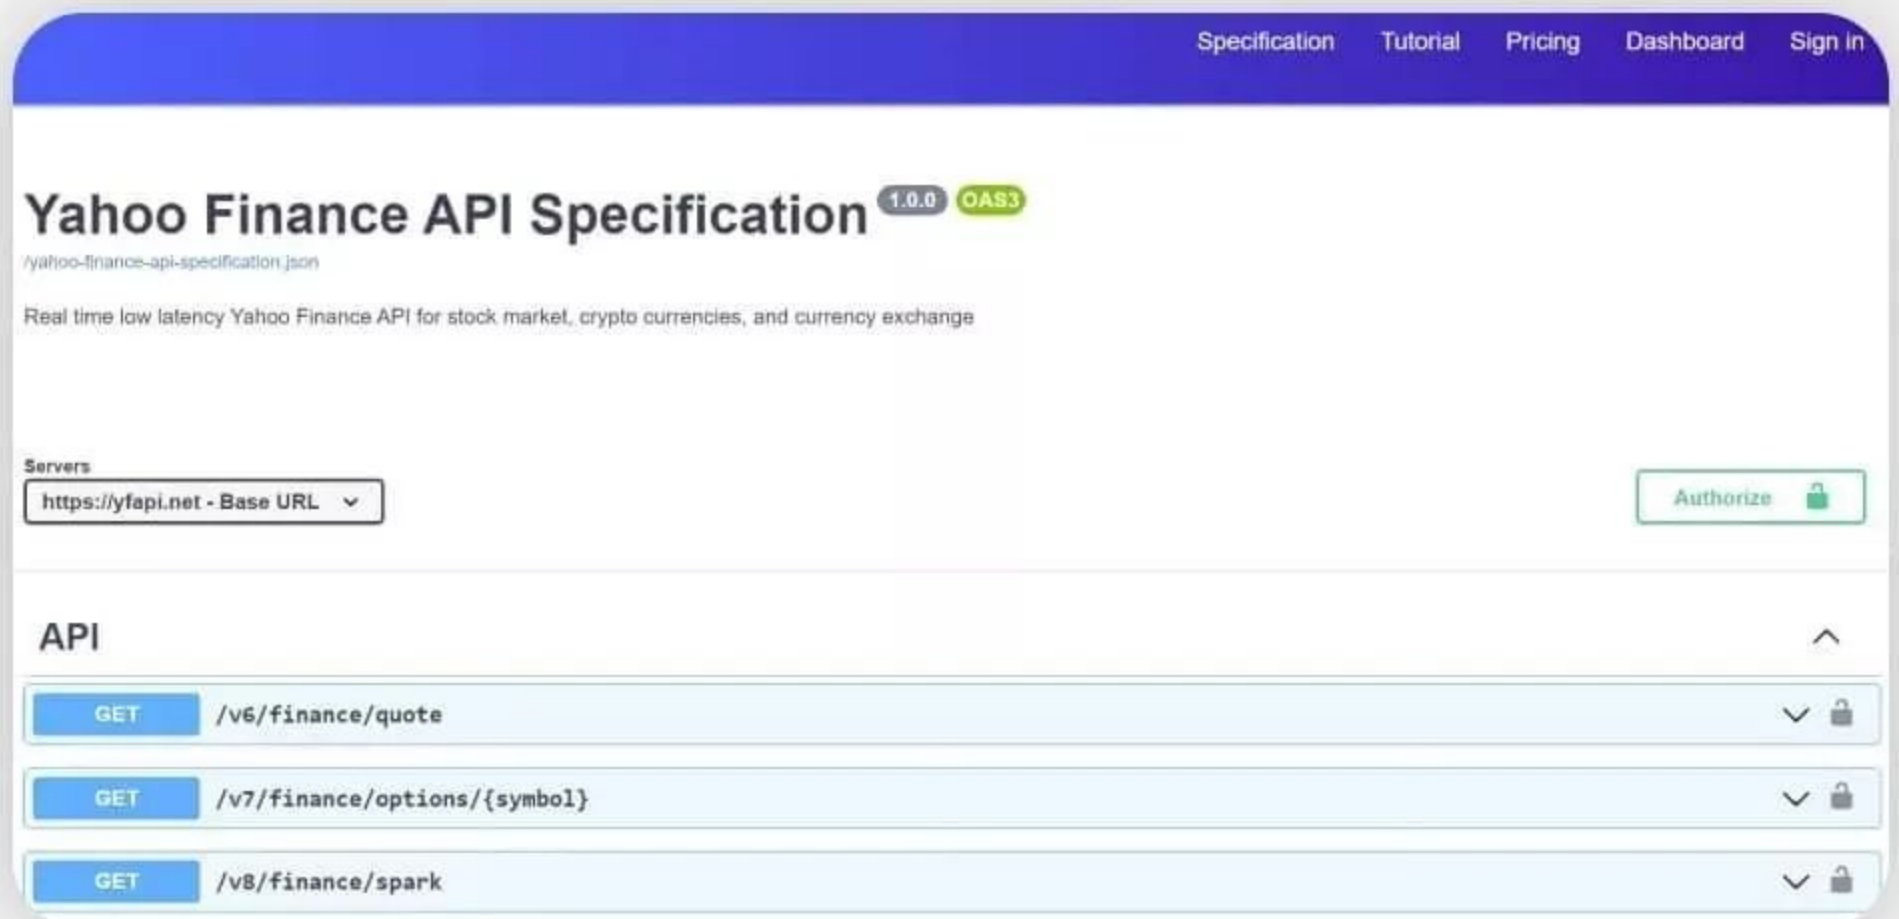 Specification Tutorial Pricing Dashboard Sign in
Yahoo Finance API Specification 1.0.0 OAS3
/yahoo-finance-api-specification.json
Real time low latency Yahoo Finance API for stock market, crypto currencies, and currency exchange
Servers
https://yfapi.net - Base URL
Authorize
API
GET /v6/finance/quote
GET /v7/finance/options/{symbol}
GET /v8/finance/spark